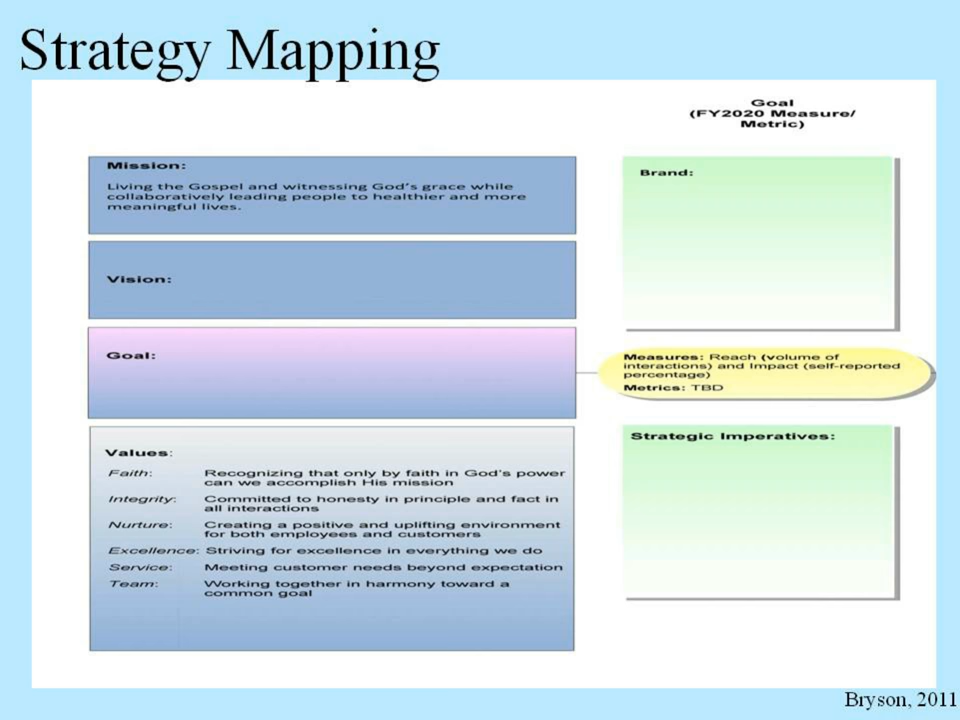 Strategy Mapping
Goal
(FY2020 Measure/
Metric)
Mission:
Living the Gospel and witnessing God's grace while
collaboratively leading people to healthier and more
meaningful lives.
Brand:
Vision:
Goal:
Measures: Reach (volume of
interactions) and Impact (self-reported
percentage)
Metrics: TBD
Values:
Faith: Recognizing that only by faith in God's power
can we accomplish His mission
Integrity: Committed to honesty in principle and fact in
all interactions
Nurture: Creating a positive and uplifting environment
for both employees and customers
Excellence: Striving for excellence in everything we do
Service: Meeting customer needs beyond expectation
Team: Working together in harmony toward a
common goal
Strategic Imperatives:
Bryson, 2011